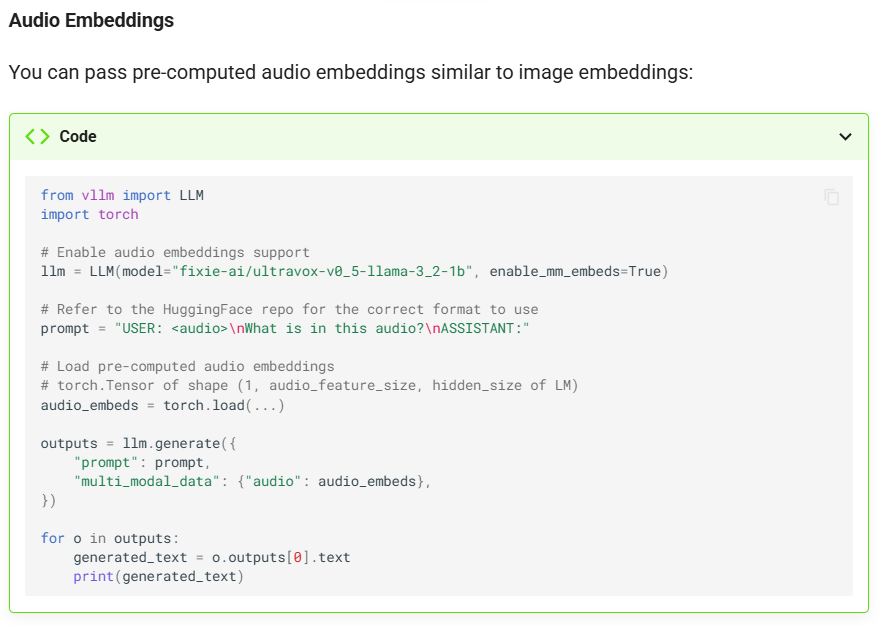 Audio Embeddings
You can pass pre-computed audio embeddings similar to image embeddings:
Code
from vllm import LLM
import torch
# Enable audio embeddings support
llm = LLM(model="fixie-ai/ultravox-v0_5-llama-3_2-1b", enable_mm_embeds=True)
# Refer to the HuggingFace repo for the correct format to use
prompt = "USER: <audio>\nWhat is in this audio?\nASSISTANT:"
# Load pre-computed audio embeddings
# torch.Tensor of shape (1, audio_feature_size, hidden_size of LM)
audio_embeds = torch.load(...)
outputs = llm.generate({
    "prompt": prompt,
    "multi_modal_data": {"audio": audio_embeds},
})
for o in outputs:
    generated_text = o.outputs[0].text
    print(generated_text)